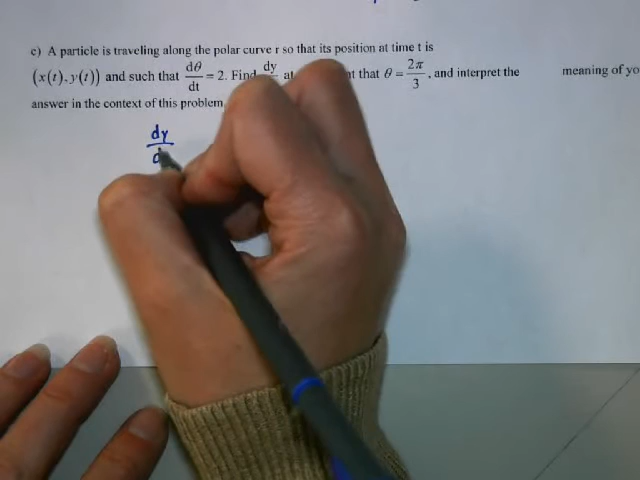 c) A particle is traveling along the polar curve r so that its position at time t is
(x(t), y(t)) and such that dθ/dt = 2. Find dy at that θ = 2π/3, and interpret the meaning of
answer in the context of this problem.
dy